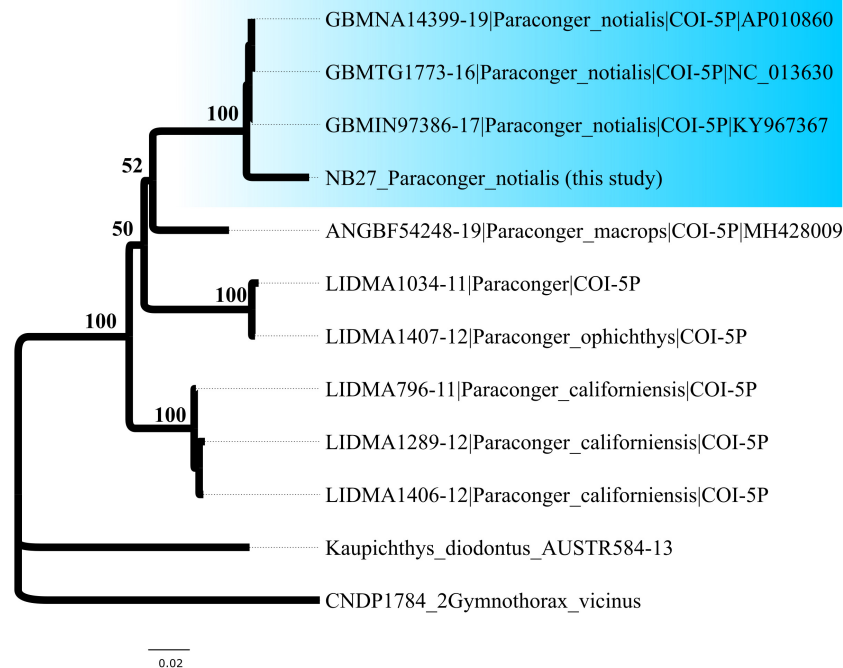 GBMNA14399-19|Paraconger_notialis|COI-5P|AP010860
GBMTG1773-16|Paraconger_notialis|COI-5P|NC_013630
100
GBMIN97386-17|Paraconger_notialis|COI-5P|KY967367
52
NB27_Paraconger_notialis (this study)
50
ANGBF54248-19|Paraconger_macrops|COI-5P|MH428009
LIDMA1034-11|Paraconger|COI-5P
100
100
LIDMA1407-12|Paraconger_ophichthys|COI-5P
LIDMA796-11|Paraconger_californiensis|COI-5P
100
LIDMA1289-12|Paraconger_californiensis|COI-5P
LIDMA1406-12|Paraconger_californiensis|COI-5P
Kaupichthys_diodontus_AUSTR584-13
CNDP1784_2Gymnothorax_vicinus
0.02